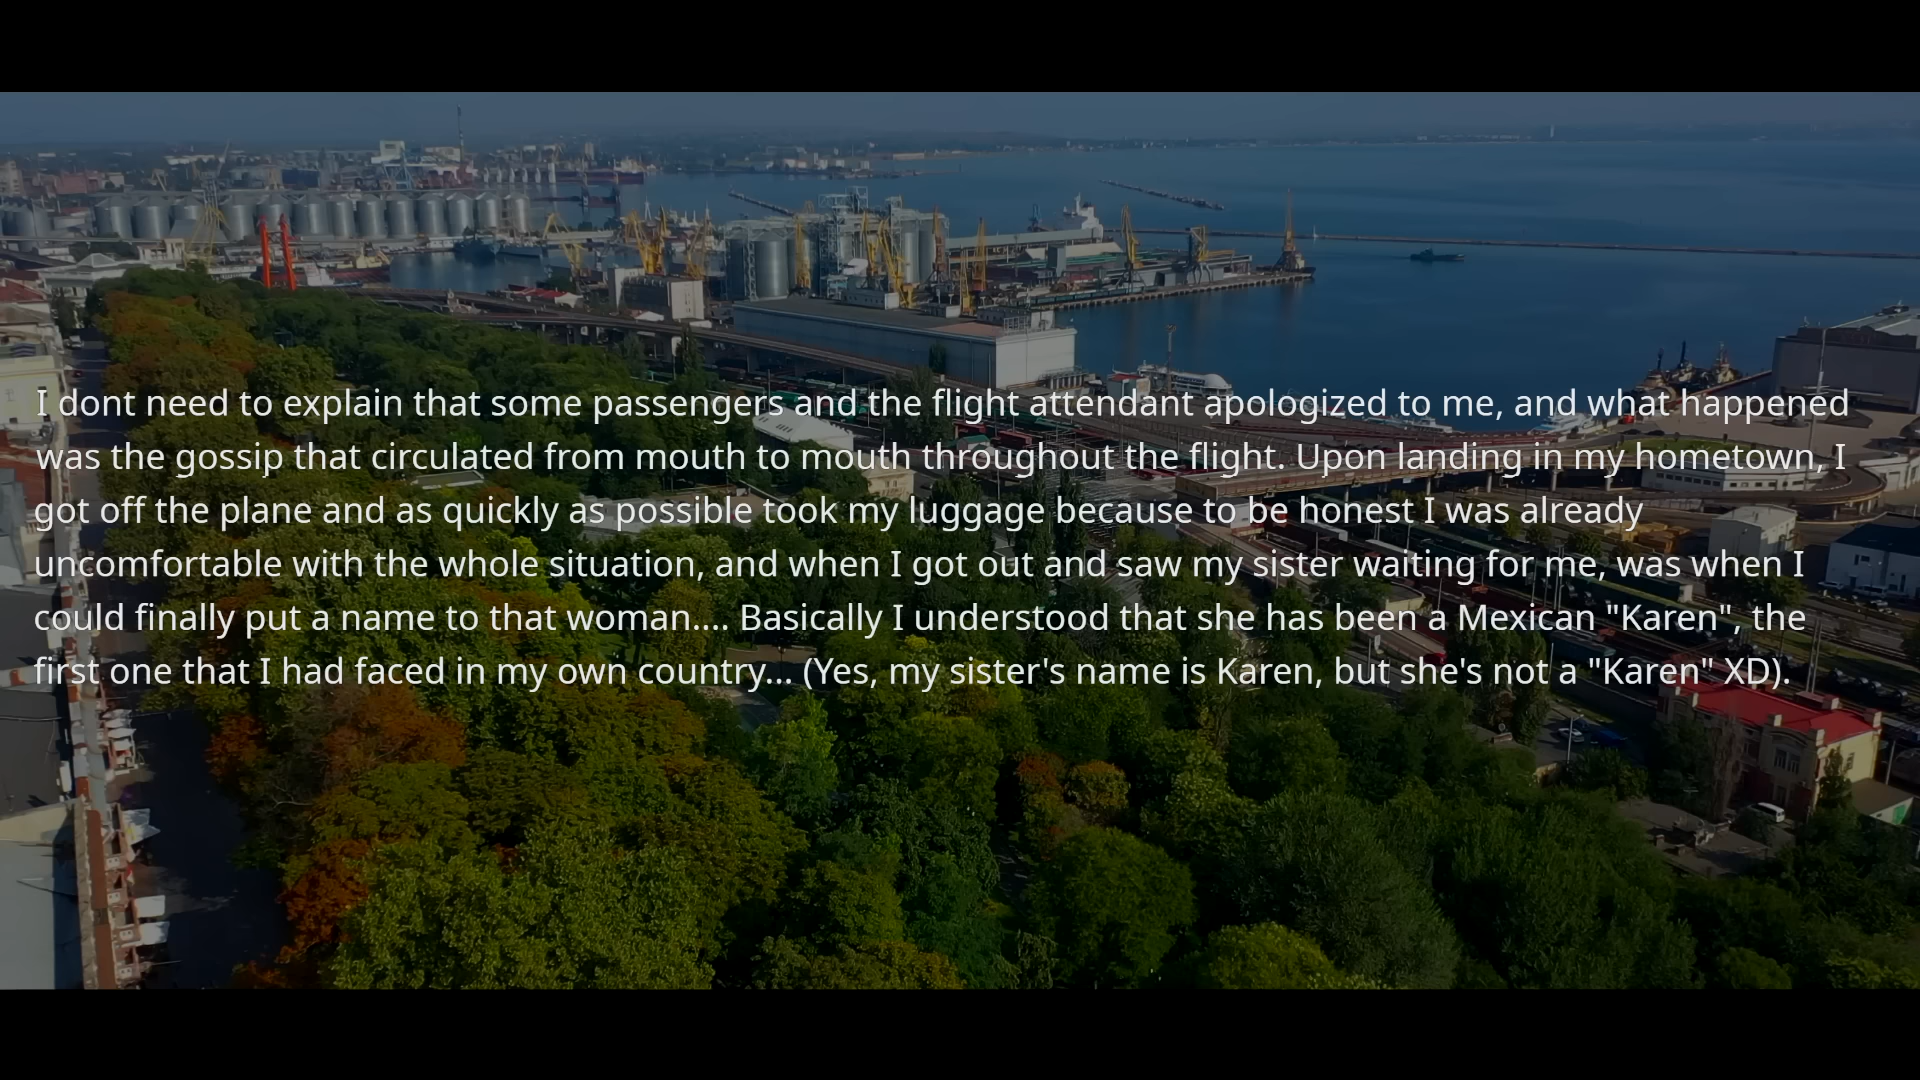 I dont need to explain that some passengers and the flight attendant apologized to me, and what happened
was the gossip that circulated from mouth to mouth throughout the flight. Upon landing in my hometown, I
got off the plane and as quickly as possible took my luggage because to be honest I was already
uncomfortable with the whole situation, and when I got out and saw my sister waiting for me, was when I
could finally put a name to that woman.... Basically I understood that she has been a Mexican "Karen", the
first one that I had faced in my own country... (Yes, my sister's name is Karen, but she's not a "Karen" XD).